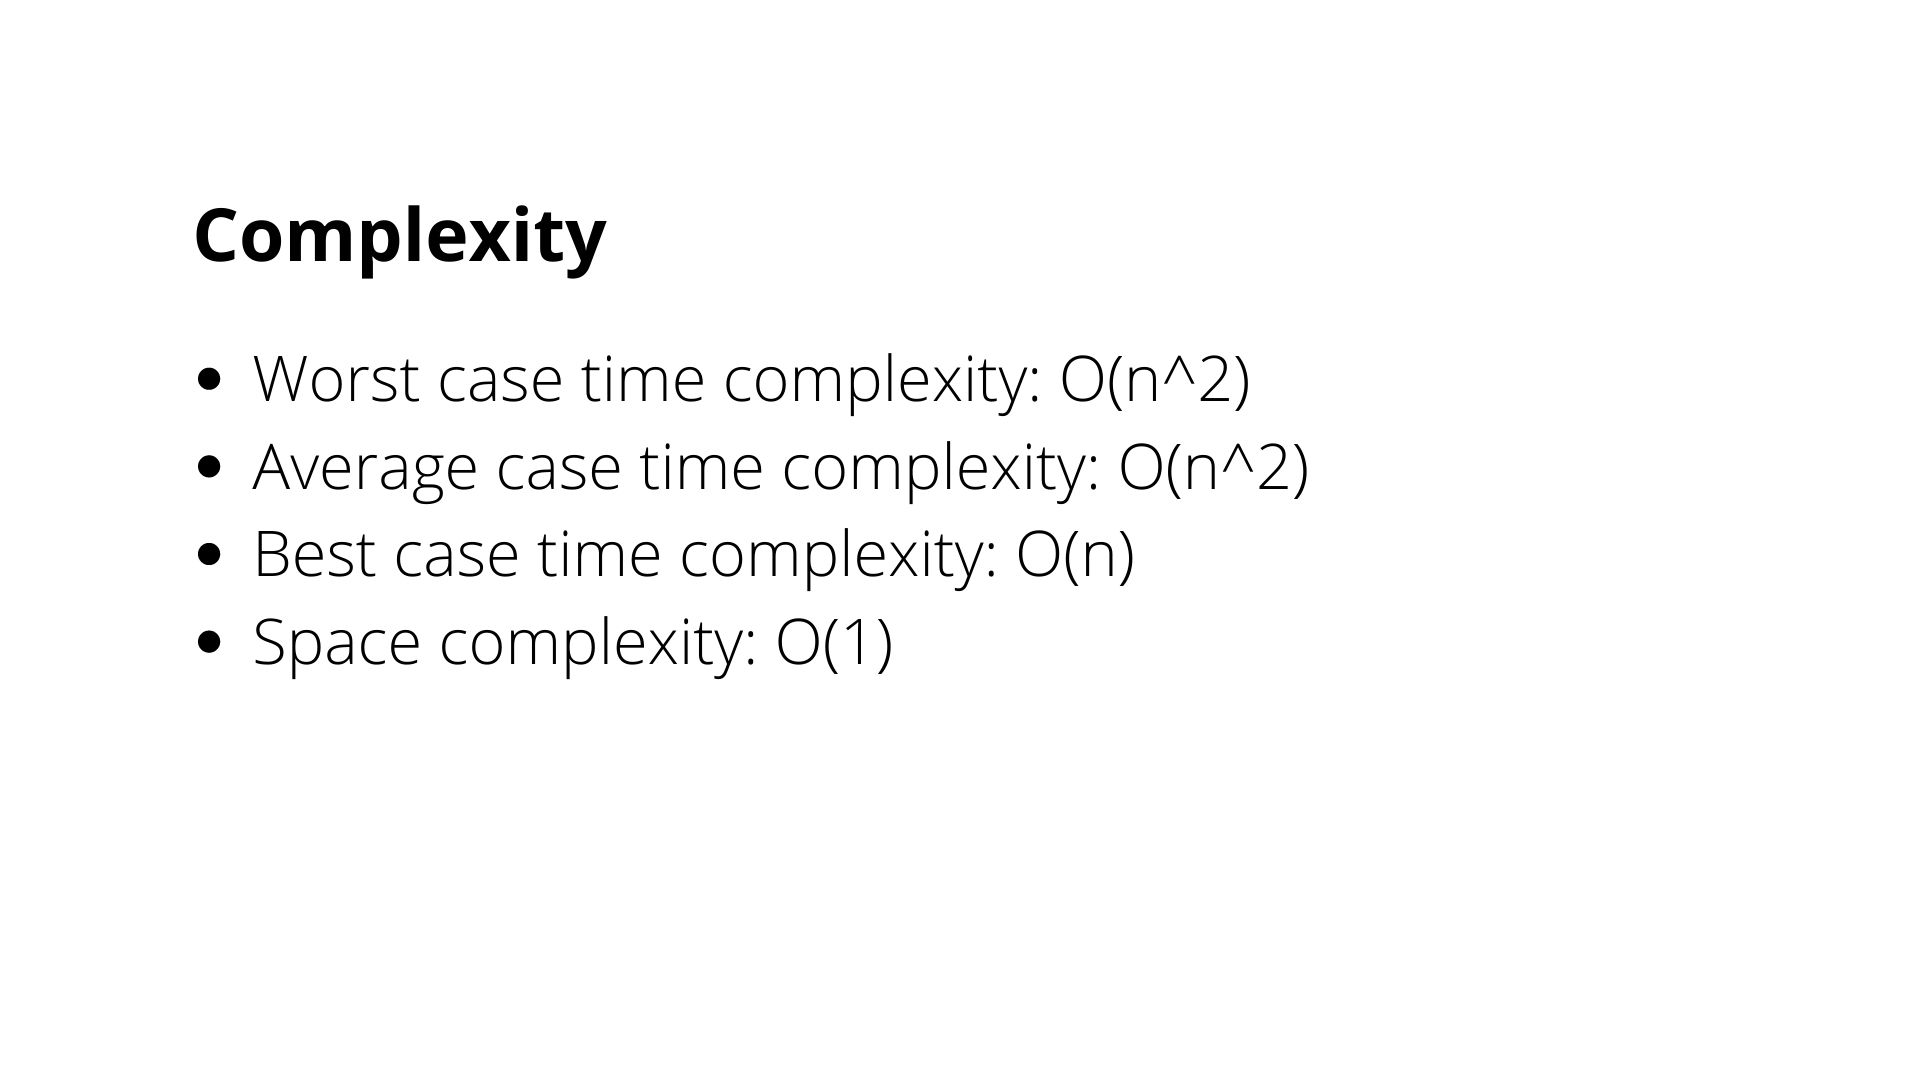 Complexity
• Worst case time complexity: O(n^2)
• Average case time complexity: O(n^2)
• Best case time complexity: O(n)
• Space complexity: O(1)